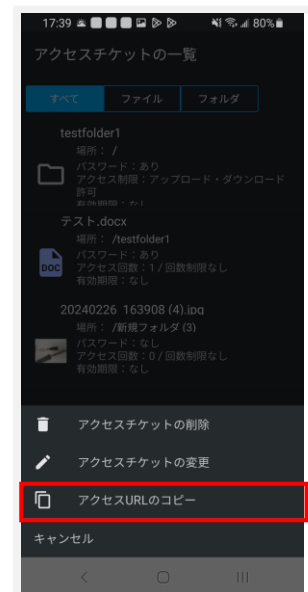 17:39
80%
アクセスチケットの一覧
すべて
ファイル
フォルダ
testfolder1
場所： /
パスワード：あり
アクセス制限：アップロード・ダウンロード
許可
有効期限：なし
テスト.docx
場所： /testfolder1
パスワード：あり
アクセス回数：1 / 回数制限なし
有効期限：なし
DOC
20240226_163908 (4).jpg
場所： /新規フォルダ (3)
パスワード：なし
アクセス回数：0 / 回数制限なし
有効期限：なし
アクセスチケットの削除
アクセスチケットの変更
アクセスURLのコピー
キャンセル